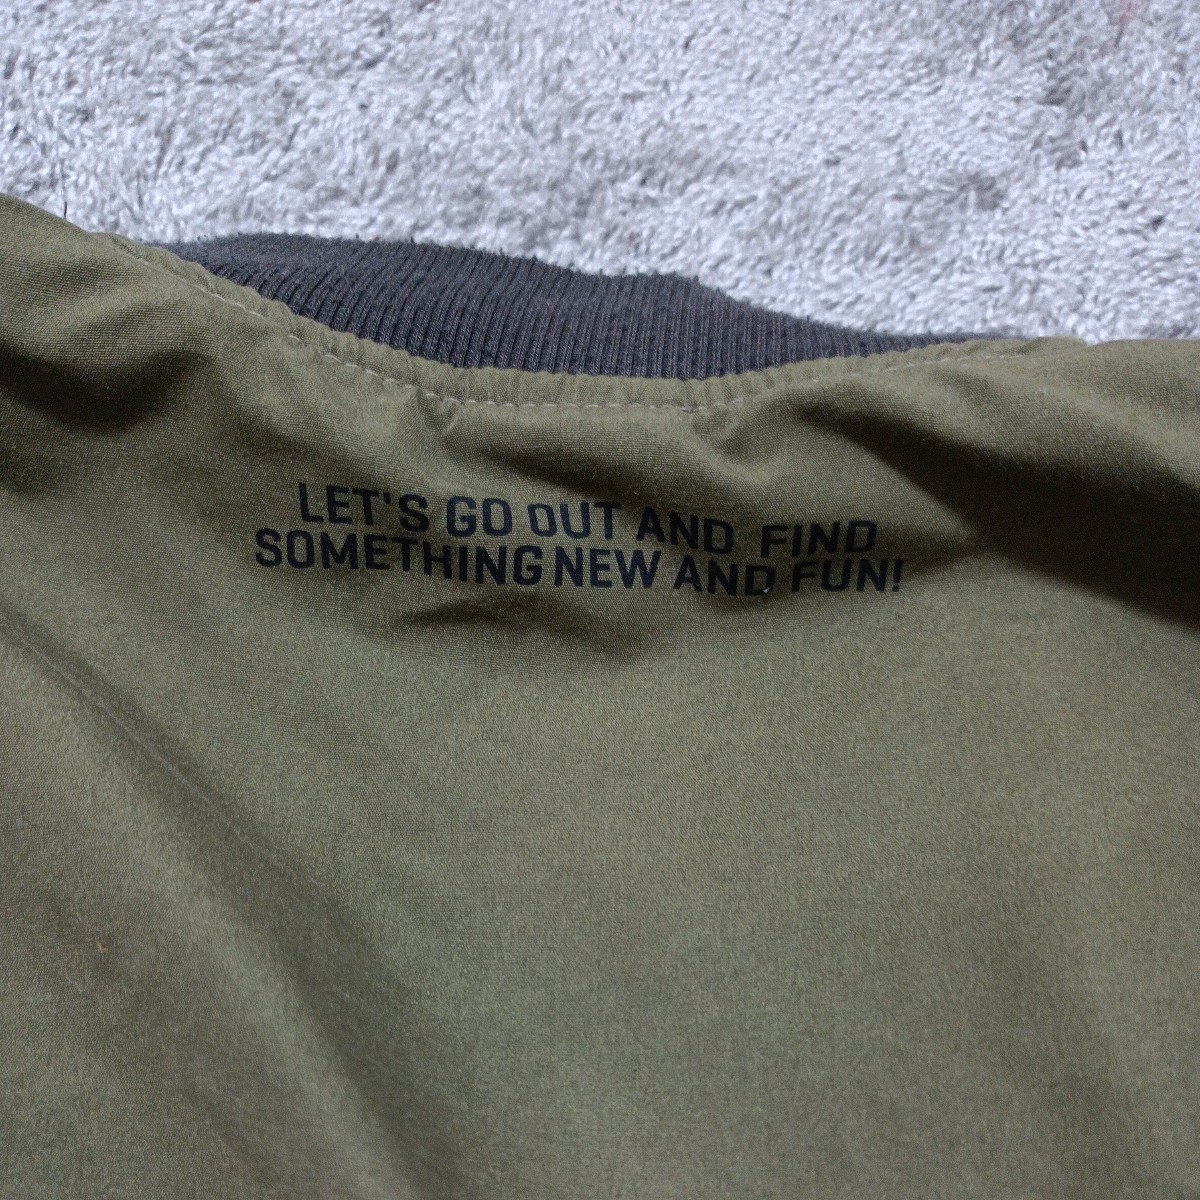 LET'S GO OUT AND FIND
SOMETHING NEW AND FUN!